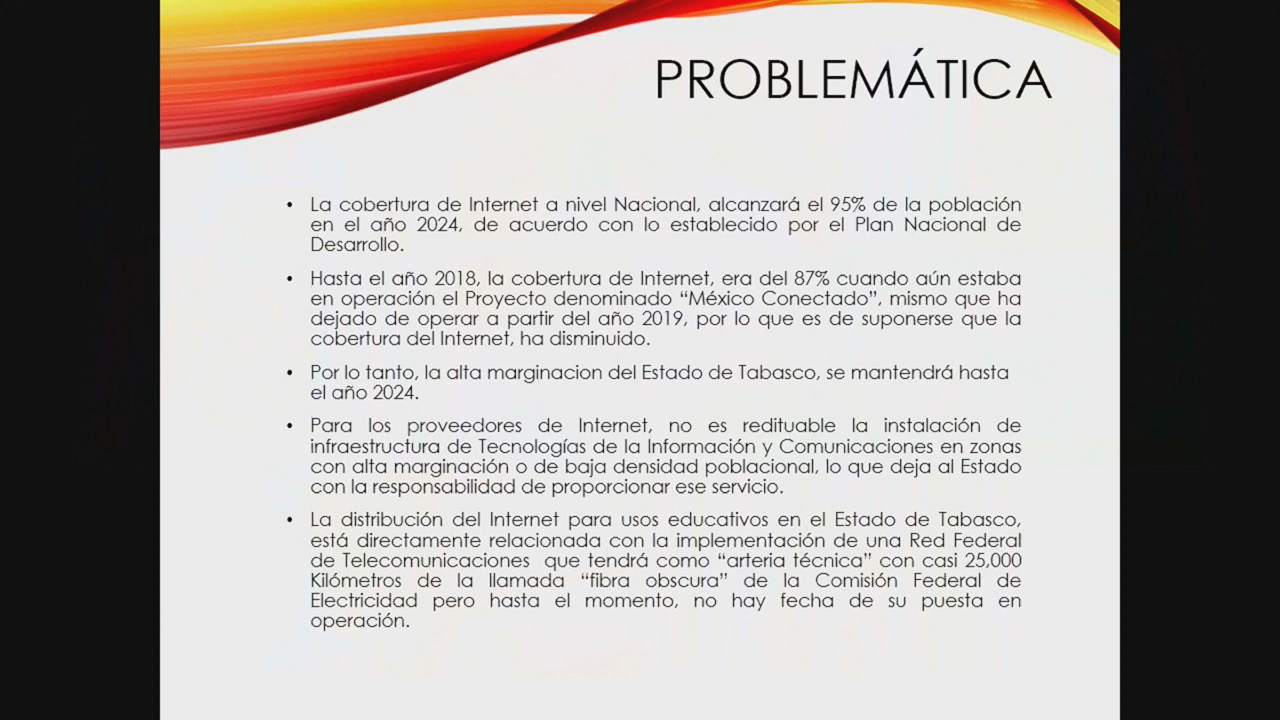 PROBLEMÁTICA
• La cobertura de Internet a nivel Nacional, alcanzará el 95% de la población
en el año 2024, de acuerdo con lo establecido por el Plan Nacional de
Desarrollo.
• Hasta el año 2018, la cobertura de Internet, era del 87% cuando aún estaba
en operación el Proyecto denominado “México Conectado”, mismo que ha
dejado de operar a partir del año 2019, por lo que es de suponerse que la
cobertura del Internet, ha disminuido.
• Por lo tanto, la alta marginacion del Estado de Tabasco, se mantendrá hasta
el año 2024.
• Para los proveedores de Internet, no es redituable la instalación de
infraestructura de Tecnologías de la Información y Comunicaciones en zonas
con alta marginación o de baja densidad poblacional, lo que deja al Estado
con la responsabilidad de proporcionar ese servicio.
• La distribución del Internet para usos educativos en el Estado de Tabasco,
está directamente relacionada con la implementación de una Red Federal
de Telecomunicaciones que tendrá como “arteria técnica” con casi 25,000
Kilómetros de la llamada “fibra obscura” de la Comisión Federal de
Electricidad pero hasta el momento, no hay fecha de su puesta en
operación.